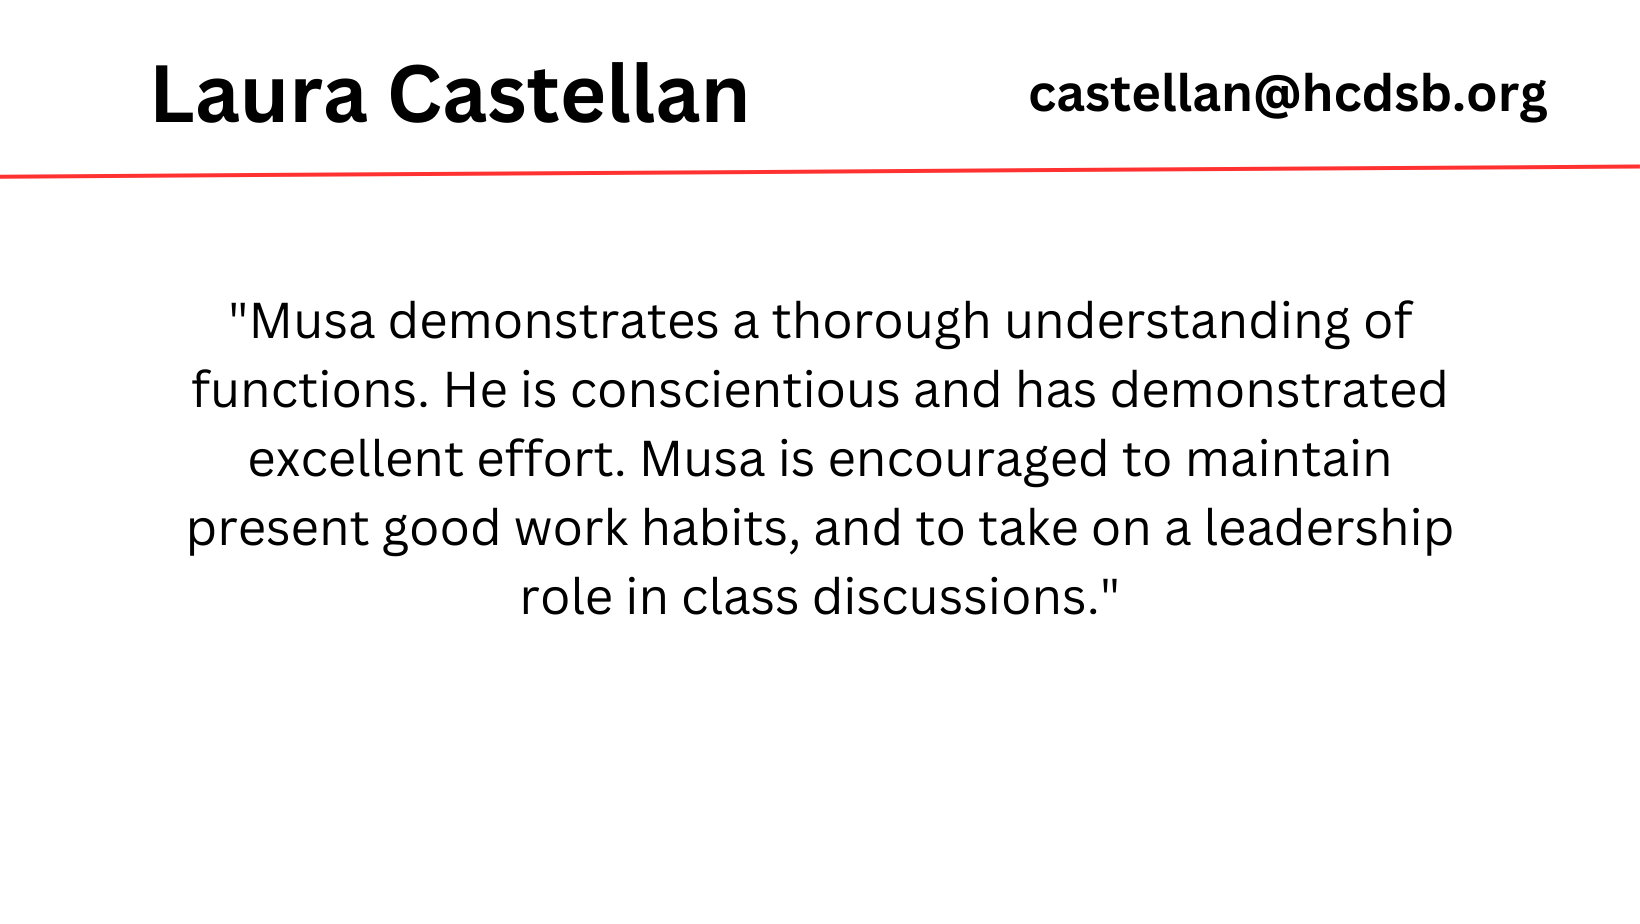 Laura Castellan
castellan@hcdsb.org
"Musa demonstrates a thorough understanding of
functions. He is conscientious and has demonstrated
excellent effort. Musa is encouraged to maintain
present good work habits, and to take on a leadership
role in class discussions."